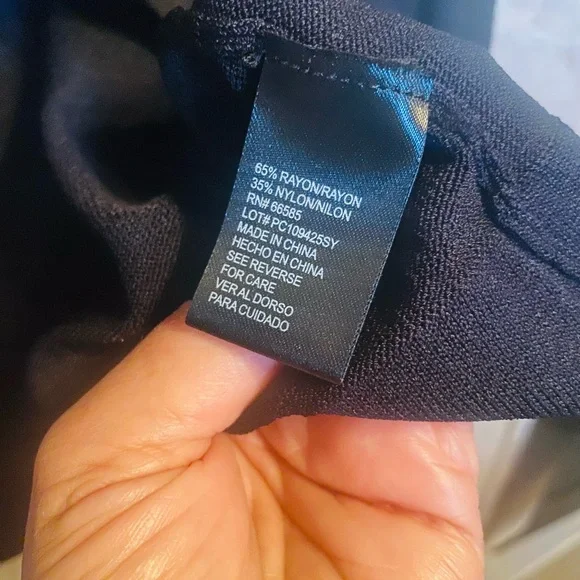 65% RAYON/RAYON
35% NYLON/NILON
RN# 66585
LOT# PC109425SY
MADE IN CHINA
HECHO EN CHINA
SEE REVERSE
FOR CARE
VER AL DORSO
PARA CUIDADO